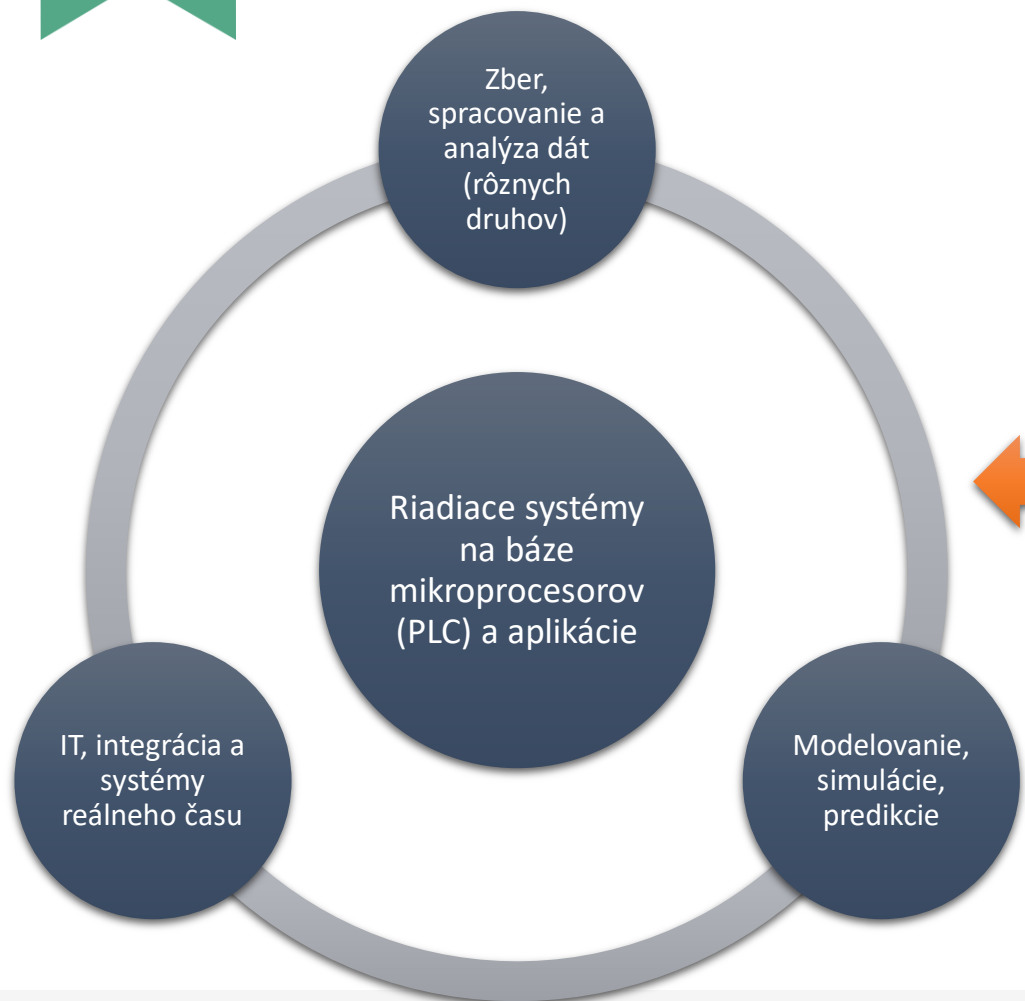 Zber,
spracovanie a
analýza dát
(rôznych
druhov)
Riadiace systémy
na báze
mikroprocesorov
(PLC) a aplikácie
IT, integrácia a
systémy
reálneho času
Modelovanie,
simulácie,
predikcie